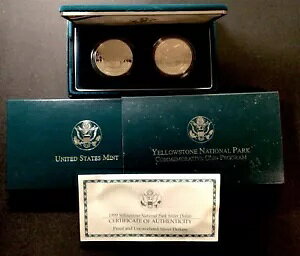 UNITED STATES MINT
YELLOWSTONE NATIONAL PARK
COMMEMORATIVE COIN PROGRAM
1999 Yellowstone National Park Silver Dollar
CERTIFICATE OF AUTHENTICITY
Proof and Uncirculated Silver Dollars